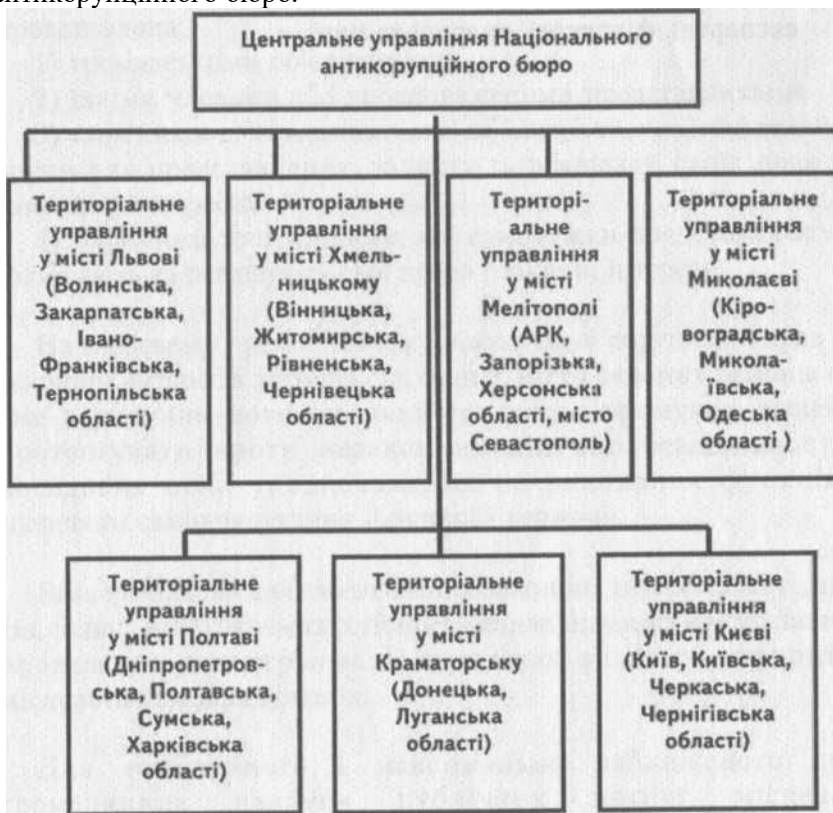 антикорупційного бюро.
Центральне управління Національного
антикорупційного бюро
Територіальне
управління
у місті Львові
(Волинська,
Закарпатська,
Івано-
Франківська,
Тернопільська
області)
Територіальне
управління
у місті Хмель-
ницькому
(Вінницька,
Житомирська,
Рівненська,
Чернівецька
області)
Територі-
альне
управління
у місті
Мелітополі
(АРК,
Запорізька,
Херсонська
області, місто
Севастополь)
Територіальне
управління
у місті
Миколаєві
(Кіро-
воградська,
Микола-
ївська,
Одеська
області )
Територіальне
управління
у місті Полтаві
(Дніпропетров-
ська, Полтавська,
Сумська,
Харківська
області)
Територіальне
управління
у місті
Краматорську
(Донецька,
Луганська
області)
Територіальне
управління
у місті Києві
(Київ, Київська,
Черкаська,
Чернігівська
області)